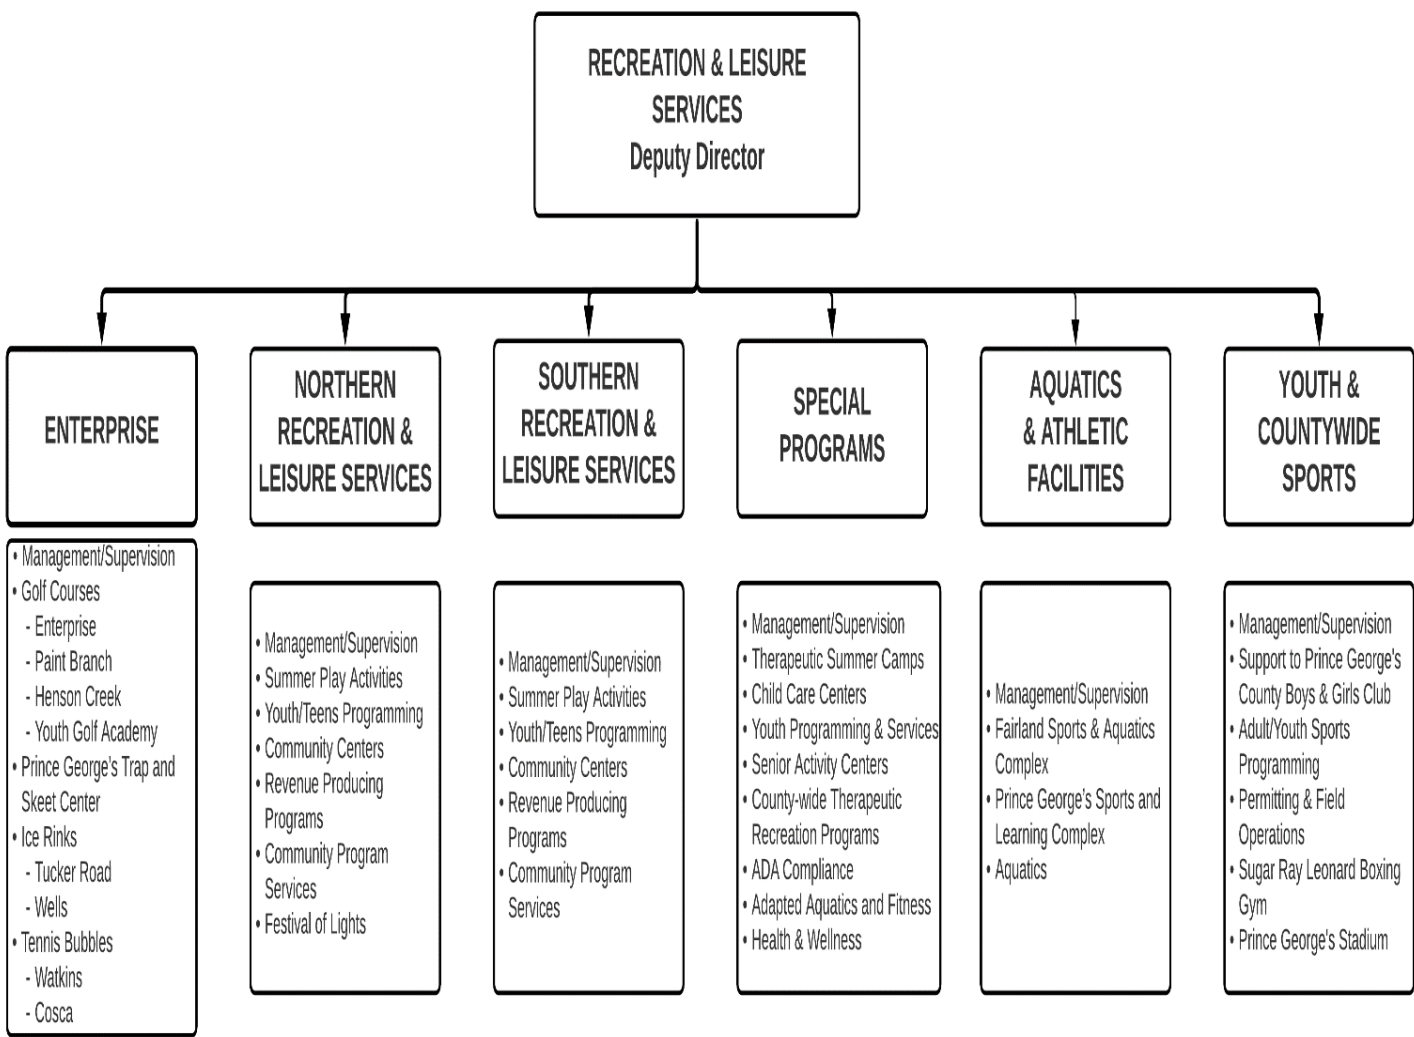 RECREATION & LEISURE
SERVICES
Deputy Director
ENTERPRISE
• Management/Supervision
• Golf Courses
- Enterprise
- Paint Branch
- Henson Creek
- Youth Golf Academy
• Prince George's Trap and
Skeet Center
• Ice Rinks
- Tucker Road
- Wells
• Tennis Bubbles
- Watkins
- Cosca
NORTHERN
RECREATION &
LEISURE SERVICES
• Management/Supervision
• Summer Play Activities
• Youth/Teens Programming
• Community Centers
• Revenue Producing
Programs
• Community Program
Services
• Festival of Lights
SOUTHERN
RECREATION &
LEISURE SERVICES
• Management/Supervision
• Summer Play Activities
• Youth/Teens Programming
• Community Centers
• Revenue Producing
Programs
• Community Program
Services
SPECIAL
PROGRAMS
• Management/Supervision
• Therapeutic Summer Camps
• Child Care Centers
• Youth Programming & Services
• Senior Activity Centers
• County-wide Therapeutic
Recreation Programs
• ADA Compliance
• Adapted Aquatics and Fitness
• Health & Wellness
AQUATICS
& ATHLETIC
FACILITIES
• Management/Supervision
• Fairland Sports & Aquatics
Complex
• Prince George's Sports and
Learning Complex
• Aquatics
YOUTH &
COUNTYWIDE
SPORTS
• Management/Supervision
• Support to Prince George's
County Boys & Girls Club
• Adult/Youth Sports
Programming
• Permitting & Field
Operations
• Sugar Ray Leonard Boxing
Gym
• Prince George's Stadium